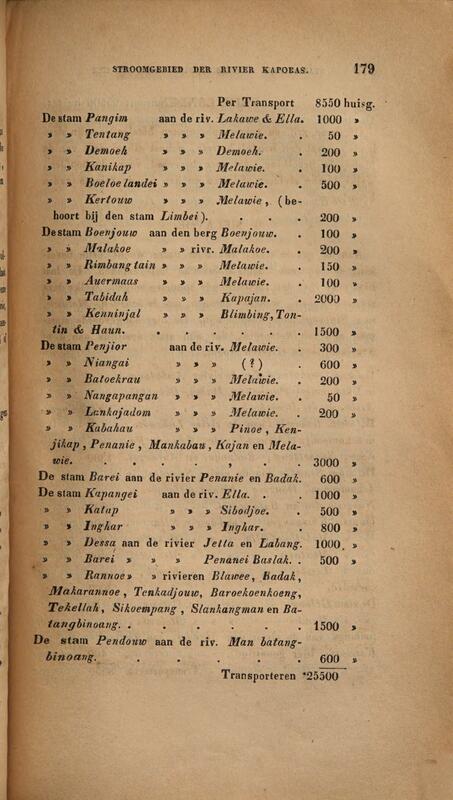 STROOMGEBIED DER RIVIER KAPOEAS. 179
Per Transport 8550 huisg.
De stam Pangim aan de riv. Lakawe & Ella. 1000 »
» » Tentang » » » Melawie. . 50 »
» » Demoeh » » » Demoeh. . 200 »
» » Kanikap » » » Melawie. . 100 »
» » Boeloe landei » » » Melawie. . 500 »
» » Kertouw » » » Melawie, (be-
hoort bij den stam Limbei). . . . 200 »
De stam Boenjouw aan den berg Boenjouw. . 100 »
» » Malakoe » » rivr. Malakoe. . 200 »
» » Rimbang tain » » » Melawie. . 150 »
» » Auermaas » » » Melawie. . 100 »
» » Tabidah » » » Kapajan. . 2000 »
» » Kenninjal » » » Blimbing, Ton-
tin & Haun. . . . . . . 1500 »
De stam Penjior aan de riv. Melawie. . 300 »
» » Niangai » » » (?) . 600 »
» » Batoekrau » » » Melawie. . 200 »
» » Nangapangan » » » Melawie. . 50 »
» » Lankajadom » » » Melawie. . 200 »
» » Kabahau » » » Pinoe, Ken-
jikap, Penanie, Mankabau, Kajan en Mela-
wie. . . . . , . . 3000 »
De stam Barei aan de rivier Penanie en Badak. 600 »
De stam Kapangei aan de riv. Ella. . . 1000 »
» » Katap » » » Sibodjoe. . 500 »
» » Inghar » » » Inghar. . 800 »
» » Dessa aan de rivier Jetta en Labang. 1000 »
» » Barei » » » Penanei Baslak. . 500 »
» » Rannoe » » rivieren Blawee, Badak,
Makarannoe, Tenkadjouw, Baroekoenkoeng,
Tekellah, Sikoempang, Slankangman en Ba-
tangbinoang. . . . . . . 1500 »
De stam Pendouw aan de riv. Man batang-
binoang. . . . . . 600 »
Transporteren *25500